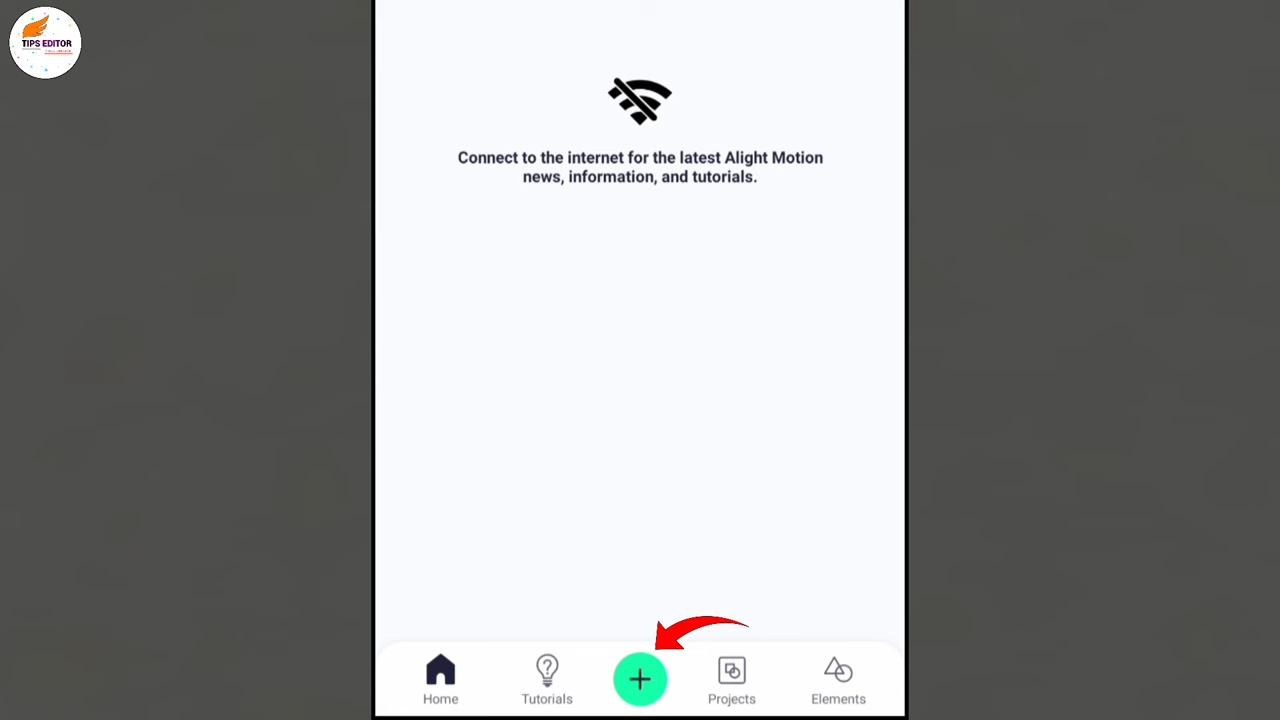 TIPS EDITOR
Connect to the internet for the latest Alight Motion
news, information, and tutorials.
Home
Tutorials
Projects
Elements